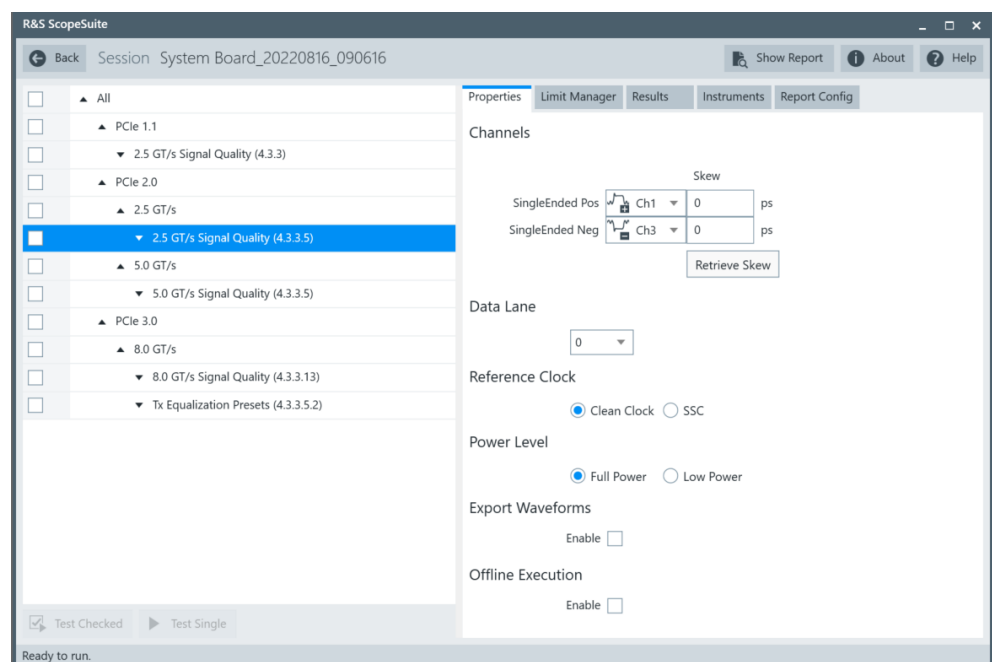 R&S ScopeSuite
Back Session System Board_20220816_090616 Show Report About Help
All
PCIe 1.1
2.5 GT/s Signal Quality (4.3.3)
PCIe 2.0
2.5 GT/s
2.5 GT/s Signal Quality (4.3.3.5)
5.0 GT/s
5.0 GT/s Signal Quality (4.3.3.5)
PCIe 3.0
8.0 GT/s
8.0 GT/s Signal Quality (4.3.3.13)
Tx Equalization Presets (4.3.3.5.2)
Test Checked Test Single
Properties Limit Manager Results Instruments Report Config
Channels
Skew
SingleEnded Pos Ch1 0 ps
SingleEnded Neg Ch3 0 ps
Retrieve Skew
Data Lane
0
Reference Clock
Clean Clock SSC
Power Level
Full Power Low Power
Export Waveforms
Enable
Offline Execution
Enable
Ready to run.